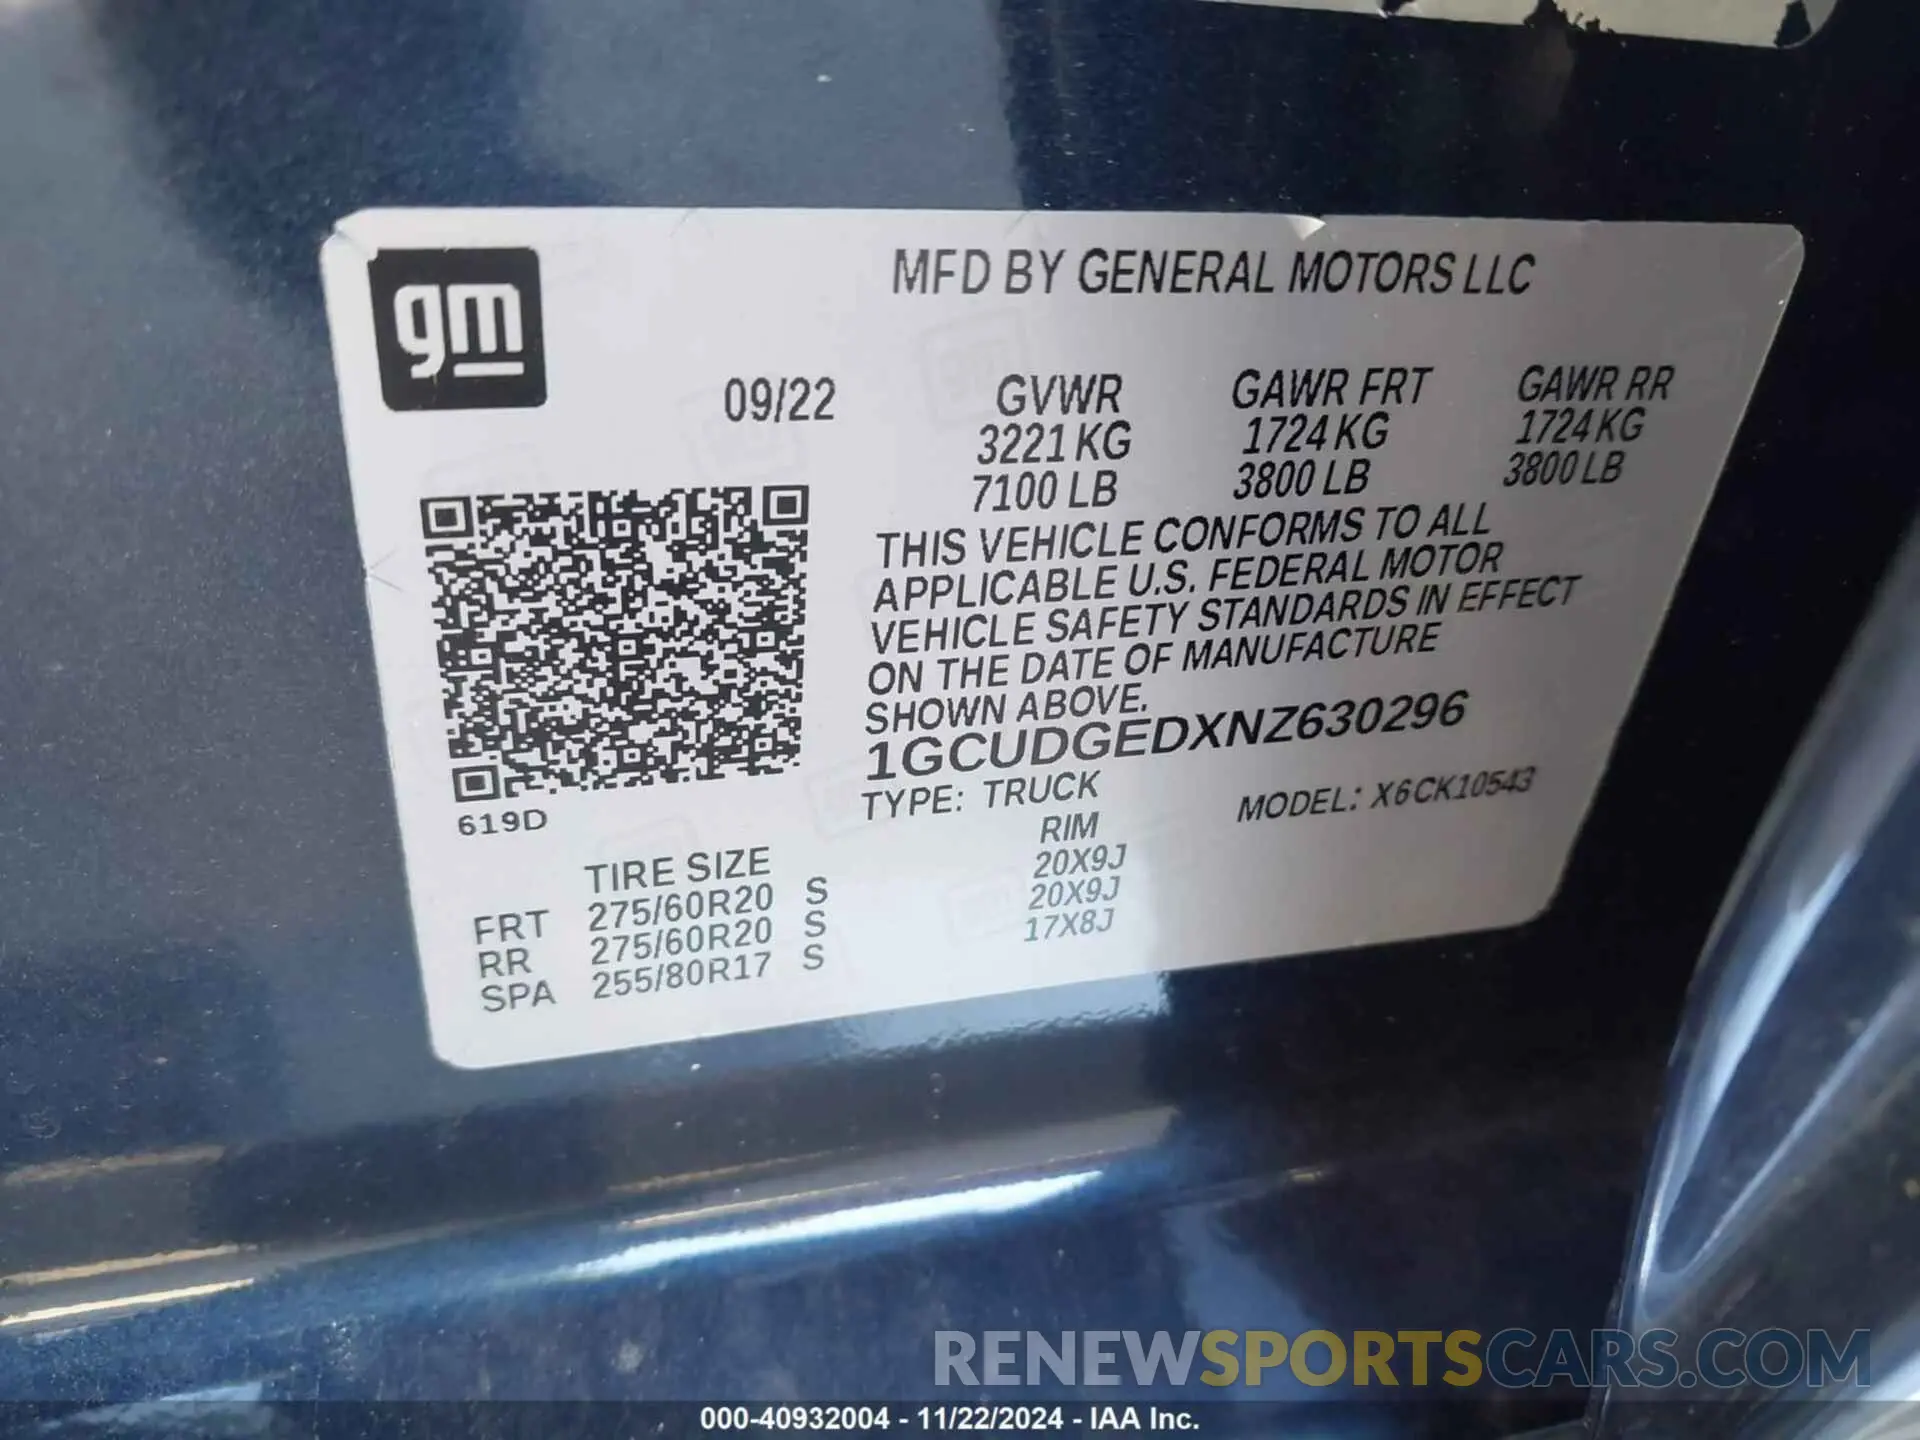 gm
MFD BY GENERAL MOTORS LLC
09/22 GVWR GAWR FRT GAWR RR
3221 KG 1724 KG 1724 KG
7100 LB 3800 LB 3800 LB
THIS VEHICLE CONFORMS TO ALL
APPLICABLE U.S. FEDERAL MOTOR
VEHICLE SAFETY STANDARDS IN EFFECT
ON THE DATE OF MANUFACTURE
SHOWN ABOVE.
1GCUDGEDXNZ630296
TYPE: TRUCK MODEL: X6CK10543
619D
TIRE SIZE RIM
FRT 275/60R20 S 20X9J
RR 275/60R20 S 20X9J
SPA 255/80R17 S 17X8J
RENEWSPORTSCARS.COM
000-40932004 - 11/22/2024 - IAA Inc.